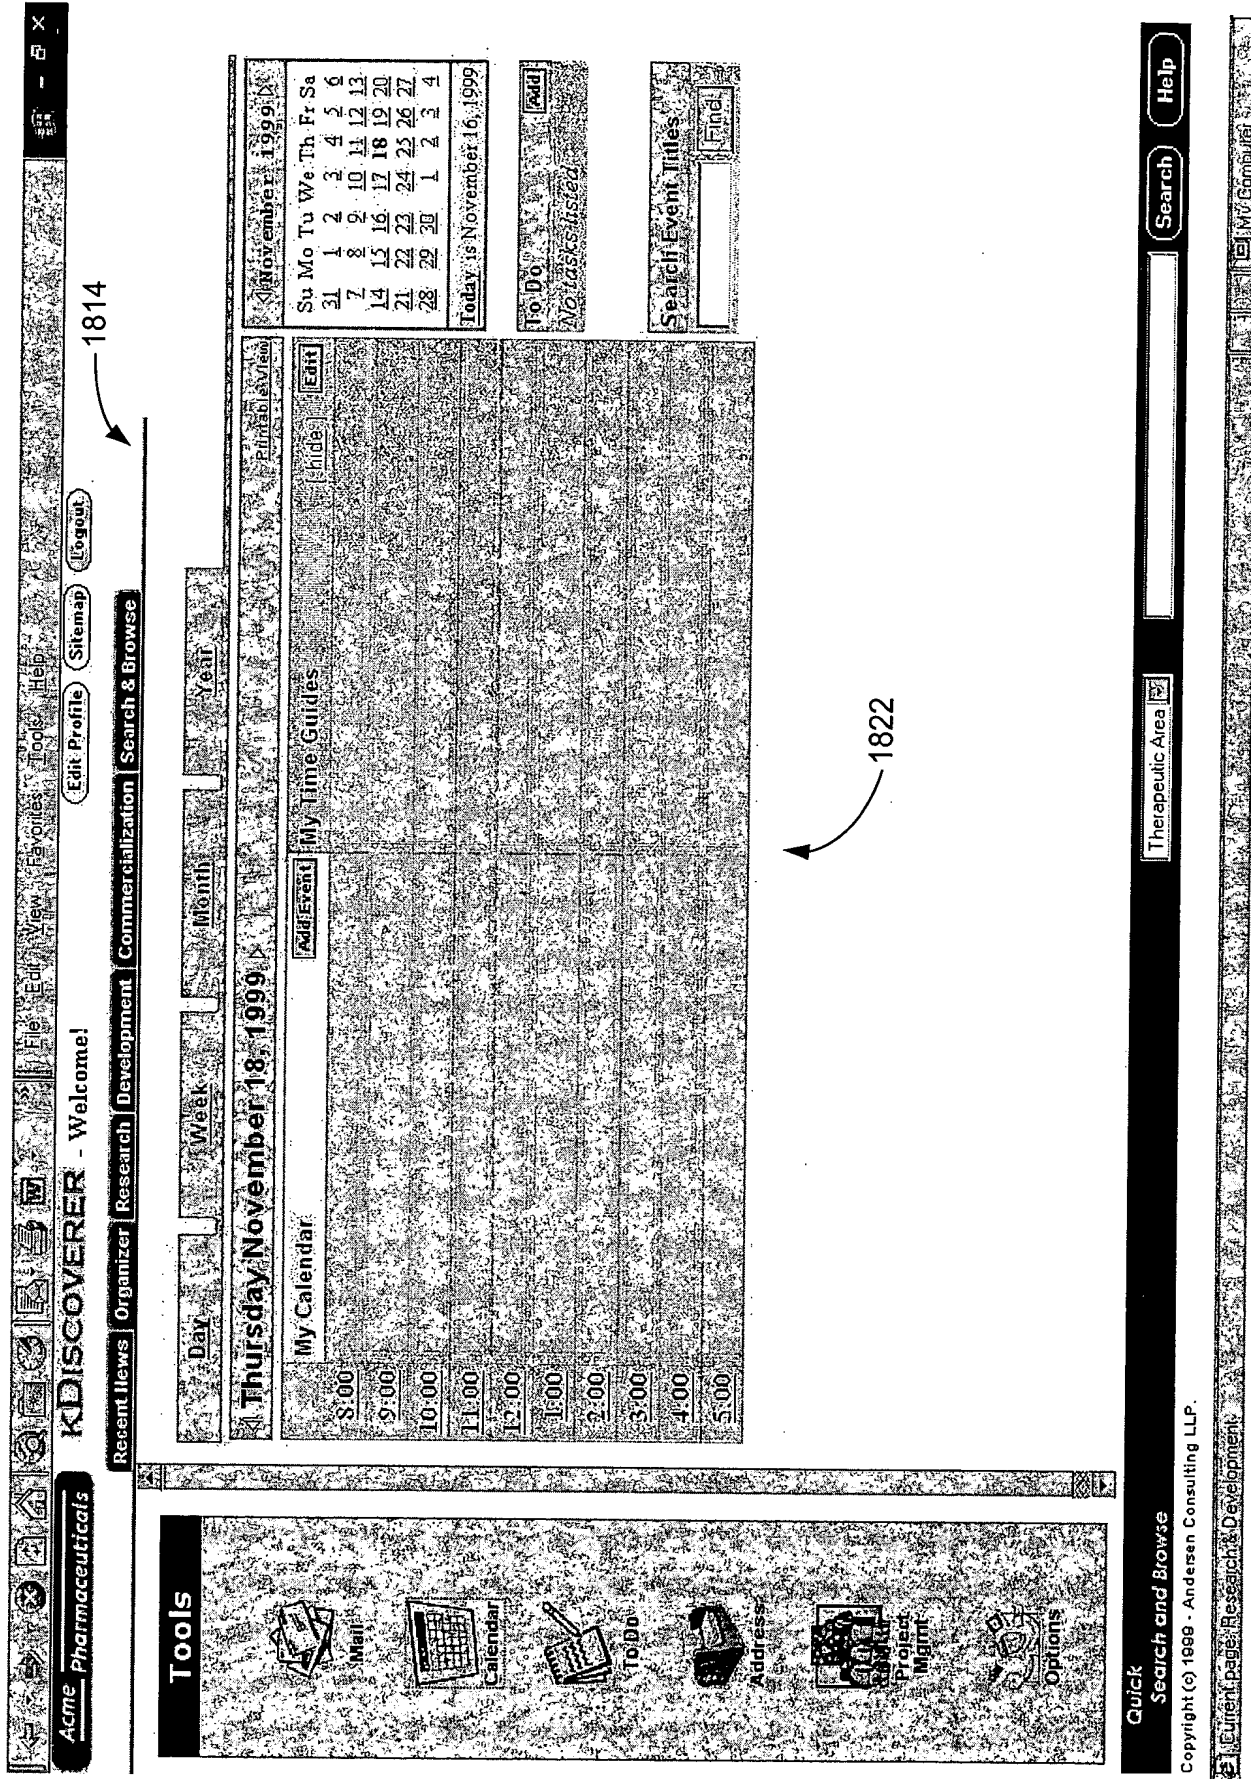 File Edit View Favorites Tools Help
Acme Pharmaceuticals
KDISCOVERER - Welcome!
Edit Profile Sitemap Logout
1814
Recent News Organizer Research Development Commercialization Search & Browse
Tools
Mail
Calendar
To Do
Address
Project
Mgmt
Options
Day Week Month Year
Thursday November 18, 1999
Printable View
My Calendar Add Event My Time Guides [hide] Edit
8:00
9:00
10:00
11:00
12:00
1:00
2:00
3:00
4:00
5:00
November 1999
Su Mo Tu We Th Fr Sa
31 1 2 3 4 5 6
7 8 9 10 11 12 13
14 15 16 17 18 19 20
21 22 23 24 25 26 27
28 29 30 1 2 3 4
Today is November 16, 1999
To Do Add
No tasks listed
Search Event Titles
Find
1822
Quick
Search and Browse
Therapeutic Area
Search Help
Copyright (c) 1999 - Andersen Consulting LLP.
Current page: Research & Development
My Computer